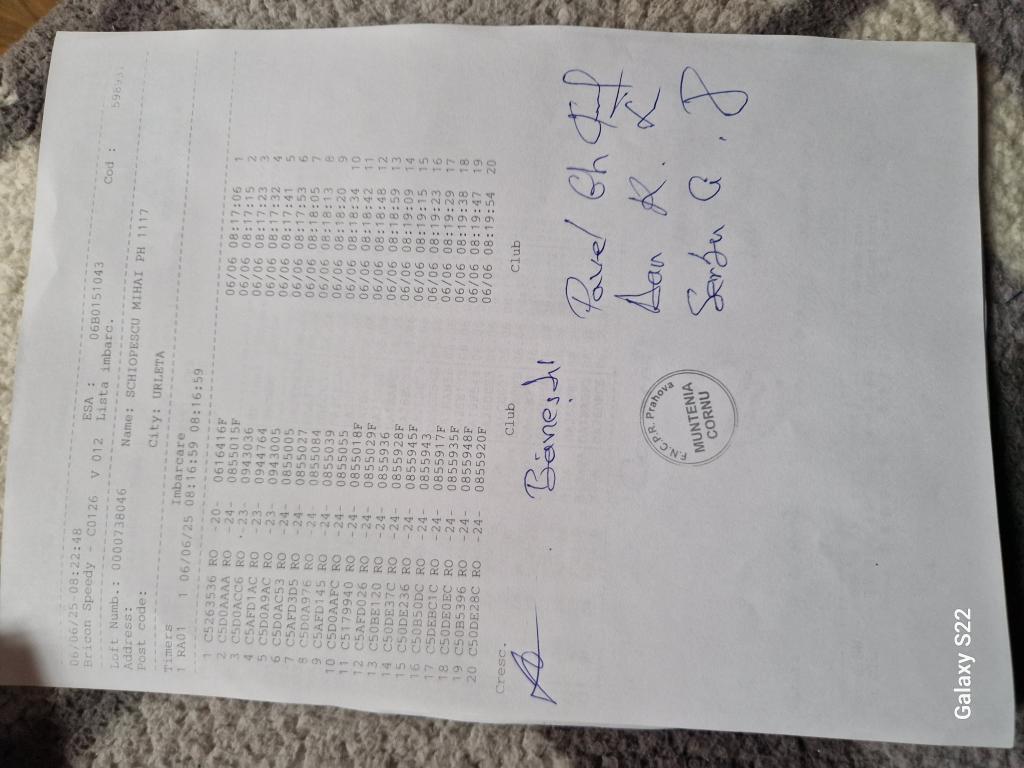 06/06/25-08:22:48
Bricon Speedy - C0126 V 012 ESA : 06B0151043
Lista imbarc.
Loft Numb.: 0000738046 Cod :
Address: Name: SCHIOPESCU MIHAI PH 1117
Post code: City: URLETA
Timers Imbarcare
1 RA01 1 06/06/25 08:16:59 08:16:59
1 C5263536 RO -20- 0616416F 06/06 08:17:06 1
2 C5D0AAAA RO -24- 0855015F 06/06 08:17:15 2
3 C5D0ACC6 RO -23- 0943036 06/06 08:17:23 3
4 C5AFD1AC RO -23- 0944764 06/06 08:17:32 4
5 C5D0A9AC RO -23- 0943005 06/06 08:17:41 5
6 C5D0AC53 RO -24- 0855005 06/06 08:17:53 6
7 C5AFD3D5 RO -24- 0855027 06/06 08:18:05 7
8 C5D0A976 RO -24- 0855084 06/06 08:18:13 8
9 C5AFD145 RO -24- 0855039 06/06 08:18:20 9
10 C5D0AAFC RO -24- 0855055 06/06 08:18:34 10
11 C5179940 RO -24- 0855018F 06/06 08:18:42 11
12 C5AFD026 RO -24- 0855029F 06/06 08:18:48 12
13 C50BE120 RO -24- 0855936 06/06 08:18:59 13
14 C50DE37C RO -24- 0855928F 06/06 08:19:09 14
15 C50DE236 RO -24- 0855945F 06/06 08:19:15 15
16 C50B50DC RO -24- 0855943 06/06 08:19:23 16
17 C5DEBC1C RO -24- 0855917F 06/06 08:19:29 17
18 C50DE0EC RO -24- 0855935F 06/06 08:19:38 18
19 C50B5396 RO -24- 0855948F 06/06 08:19:47 19
20 C50DE28C RO -24- 0855920F 06/06 08:19:54 20
Cresc. Club Club
Pavel Gh
Dan R.
Sandu G.
F.N.C.P.R. Prahova
MUNTENIA
CORNU
Galaxy S22